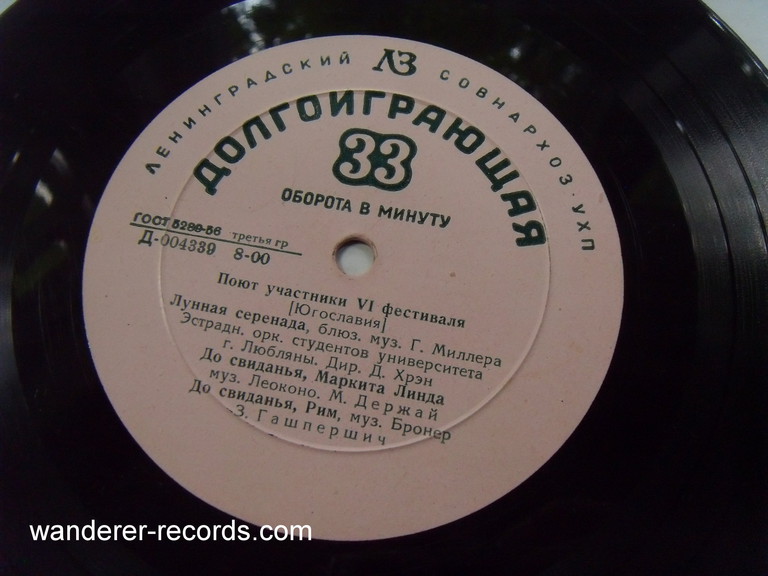 ЛЕНИНГРАДСКИЙ ЛЗ СОВНАРХОЗ·УХП
ДОЛГОИГРАЮЩАЯ
33
ОБОРОТА В МИНУТУ
ГОСТ 5289-56 третья гр
Д-004339 8-00
Поют участники VI фестиваля
[Югославия]
Лунная серенада, блюз. муз. Г. Миллера
Эстрадн. орк. студентов университета
г. Любляны. Дир. Д. Хрэн
До свиданья, Маркита Линда
муз. Леоконо. М. Держай
До свиданья, Рим, муз. Бронер
З. Гашпершич
wanderer-records.com